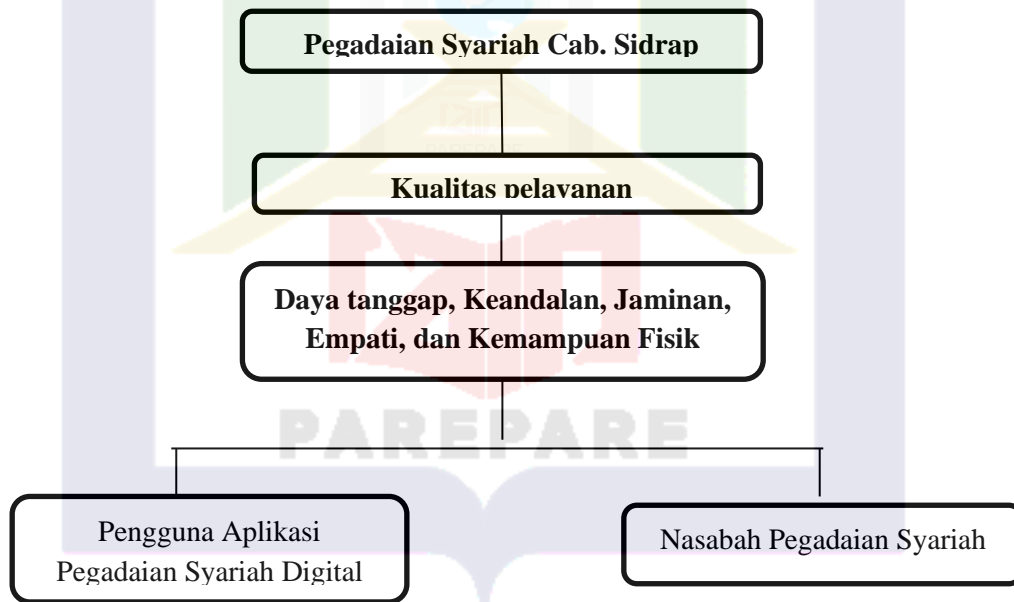 Pegadaian Syariah Cab. Sidrap
PAREPARE
Kualitas pelayanan
Daya tanggap, Keandalan, Jaminan,
Empati, dan Kemampuan Fisik
PAREPARE
Pengguna Aplikasi
Pegadaian Syariah Digital
Nasabah Pegadaian Syariah